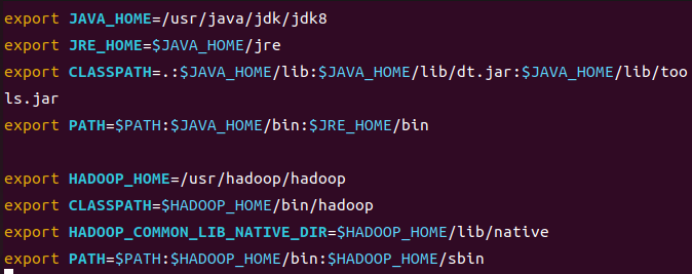 export JAVA_HOME=/usr/java/jdk/jdk8
export JRE_HOME=$JAVA_HOME/jre
export CLASSPATH=.:$JAVA_HOME/lib:$JAVA_HOME/lib/dt.jar:$JAVA_HOME/lib/too
ls.jar
export PATH=$PATH:$JAVA_HOME/bin:$JRE_HOME/bin
export HADOOP_HOME=/usr/hadoop/hadoop
export CLASSPATH=$HADOOP_HOME/bin/hadoop
export HADOOP_COMMON_LIB_NATIVE_DIR=$HADOOP_HOME/lib/native
export PATH=$PATH:$HADOOP_HOME/bin:$HADOOP_HOME/sbin